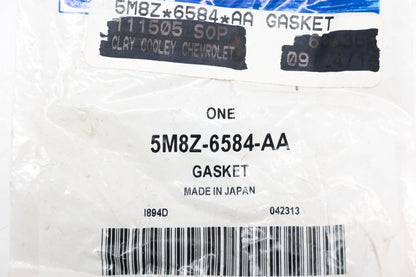 5M8Z*6584*AA GASKET
111505 SOP
CLAY COOLEY CHEVROLET
09
ONE
5M8Z-6584-AA
GASKET
MADE IN JAPAN
I894D 042313